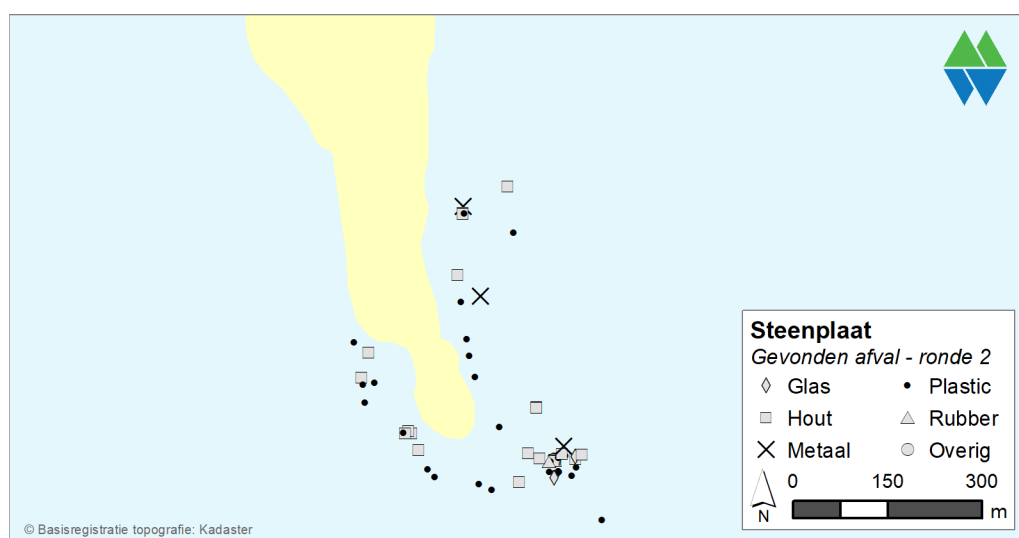 Steenplaat
Gevonden afval - ronde 2
Glas Plastic
Hout Rubber
Metaal Overig
0 150 300
m
N
© Basisregistratie topografie: Kadaster